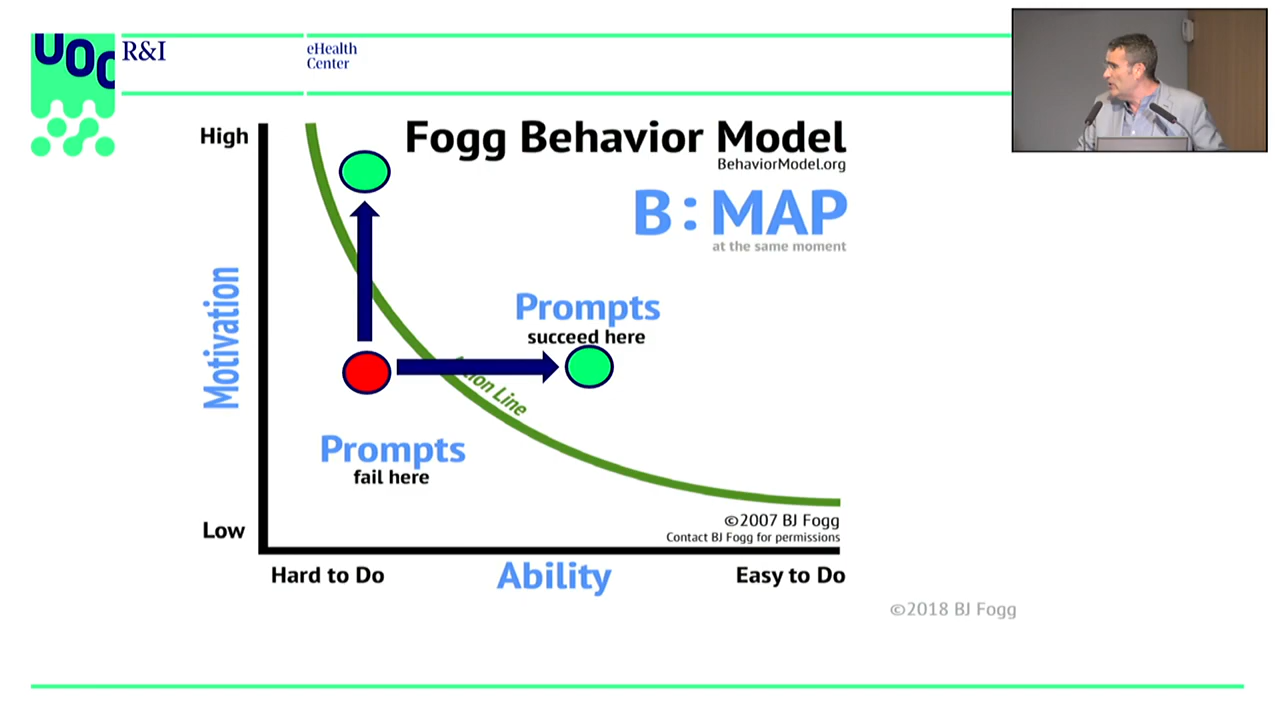 UOC
R&I
eHealth
Center
Fogg Behavior Model
BehaviorModel.org
B:MAP
at the same moment
High
Motivation
Low
Prompts
succeed here
Line
Prompts
fail here
©2007 BJ Fogg
Contact BJ Fogg for permissions
Hard to Do
Ability
Easy to Do
©2018 BJ Fogg